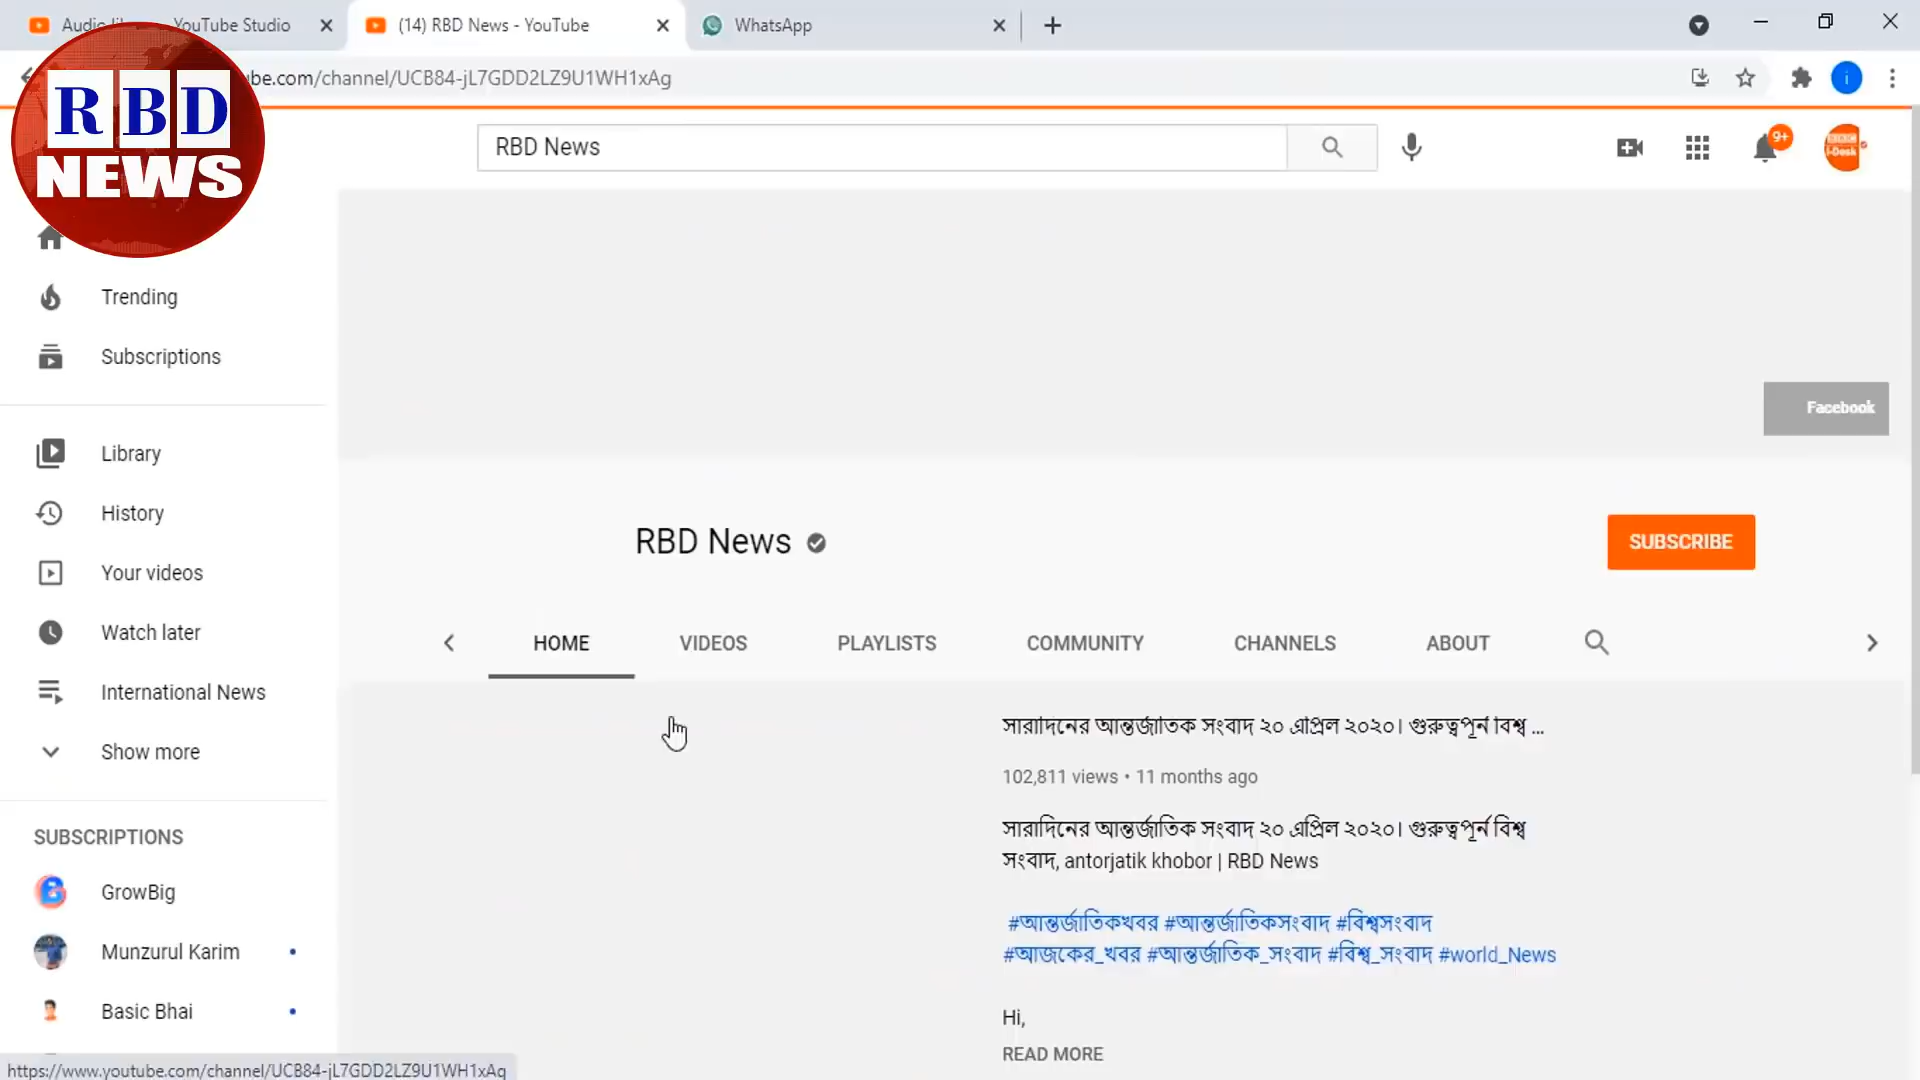 Audio li
YouTube Studio
(14) RBD News - YouTube
WhatsApp
be.com/channel/UCB84-jL7GDD2LZ9U1WH1xAg
RBD
NEWS
RBD News
9+
i
i-Desk
Trending
Subscriptions
Library
History
Your videos
Watch later
International News
Show more
SUBSCRIPTIONS
GrowBig
Munzurul Karim
Basic Bhai
Facebook
RBD News
SUBSCRIBE
HOME
VIDEOS
PLAYLISTS
COMMUNITY
CHANNELS
ABOUT
সারাদিনের আন্তর্জাতিক সংবাদ ২০ এপ্রিল ২০২০। গুরুত্বপূর্ন বিশ্ব ...
102,811 views • 11 months ago
সারাদিনের আন্তর্জাতিক সংবাদ ২০ এপ্রিল ২০২০। গুরুত্বপূর্ন বিশ্ব
সংবাদ, antorjatik khobor | RBD News
#আন্তর্জাতিকখবর #আন্তর্জাতিকসংবাদ #বিশ্বসংবাদ
#আজকের_খবর #আন্তর্জাতিক_সংবাদ #বিশ্ব_সংবাদ #world_News
Hi,
READ MORE
https://www.youtube.com/channel/UCB84-jL7GDD2LZ9U1WH1xAg